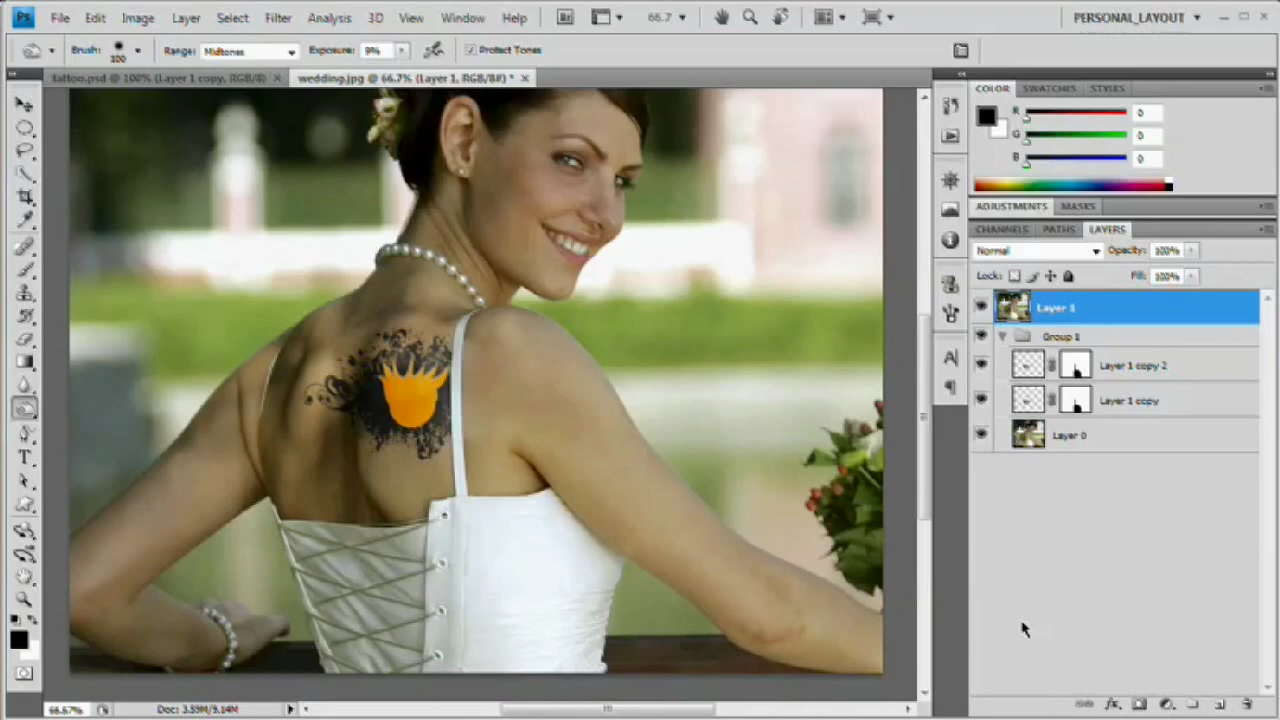 Ps File Edit Image Layer Select Filter Analysis 3D View Window Help Br 66.7 PERSONAL_LAYOUT
Brush: 100 Range: Midtones Exposure: 9% Protect Tones
tattoo.psd @ 100% (Layer 1 copy, RGB/8) wedding.jpg @ 66.7% (Layer 1, RGB/8#) *
COLOR SWATCHES STYLES
R 0
G 0
B 0
ADJUSTMENTS MASKS
CHANNELS PATHS LAYERS
Normal Opacity: 100%
Lock: Fill: 100%
Layer 1
Group 1
Layer 1 copy 2
Layer 1 copy
Layer 0
66.67% Doc: 3.59M/9.14M